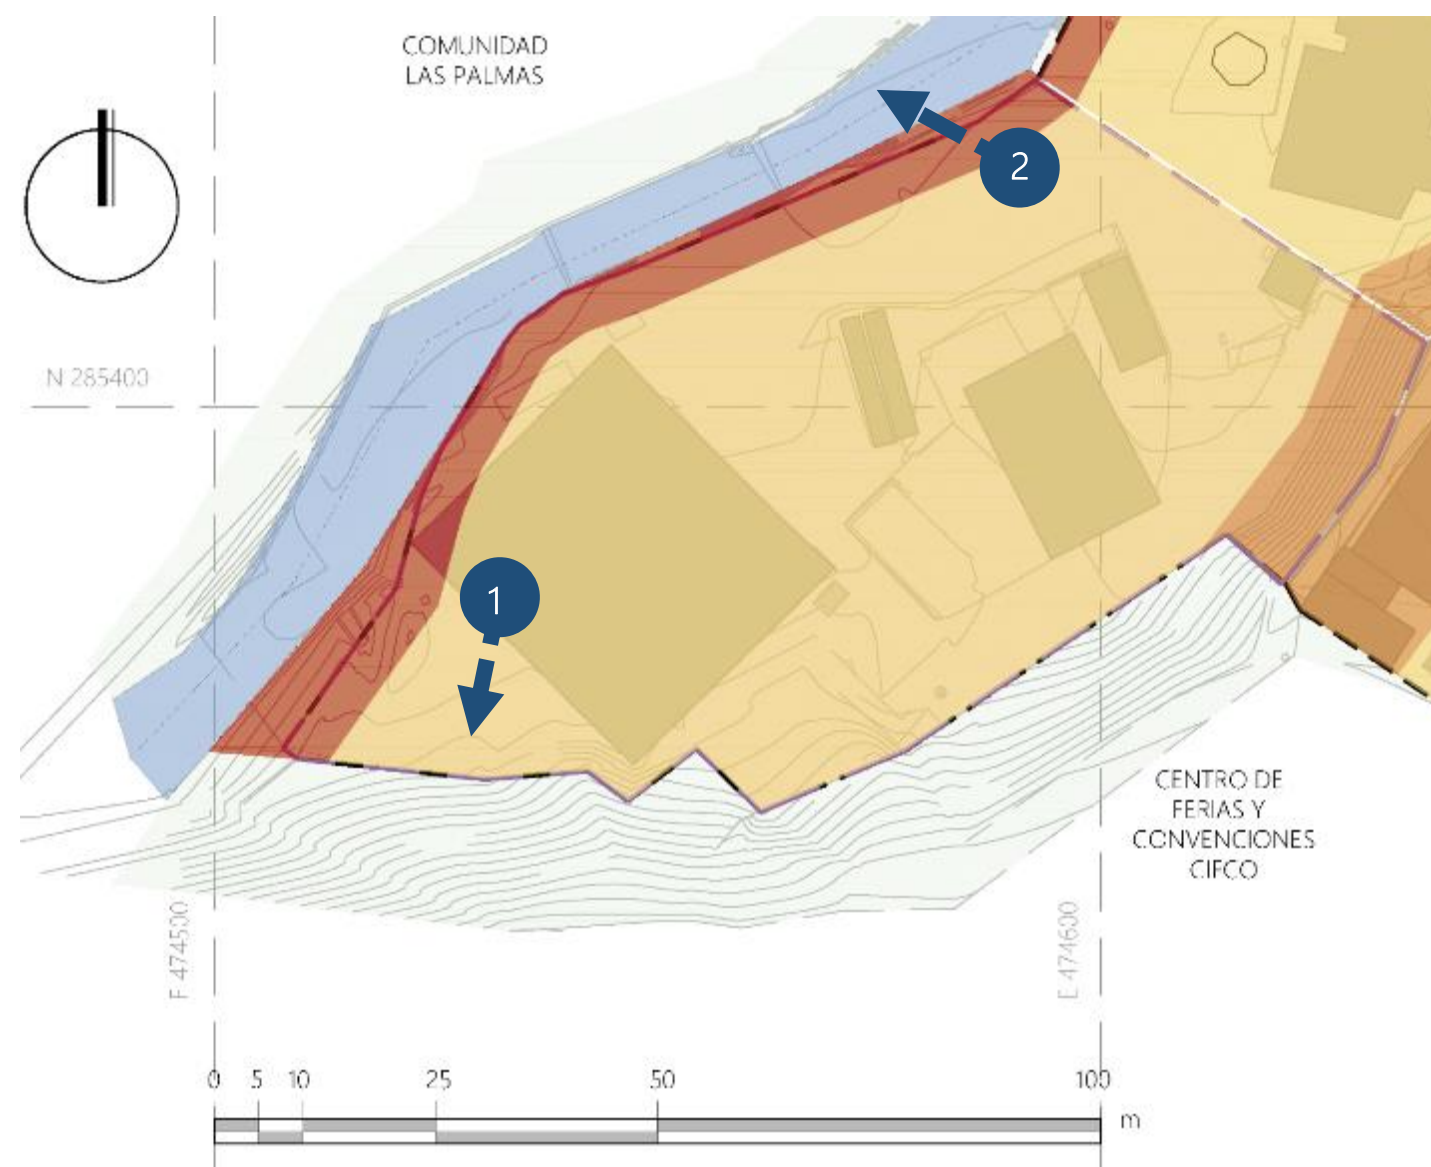 COMUNIDAD
LAS PALMAS
2
N 285400
1
CENTRO DE
FERIAS Y
CONVENCIONES
CIFCO
E 474500
E 474600
0 5 10 25 50 100
m